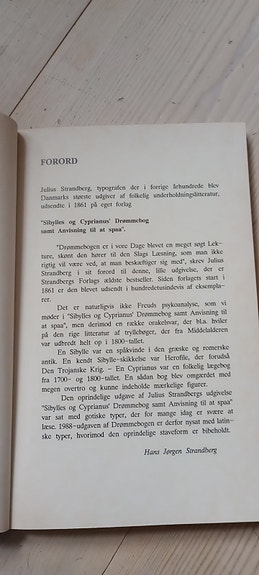 FORORD
Julius Strandberg, typografen der i forrige århundrede blev
Danmarks største udgiver af folkelig underholdningslitteratur,
udsendte i 1861 på eget forlag
"Sibylles og Cyprianus' Drømmebog
samt Anvisning til at spaa".
"Drømmebogen er i vore Dage blevet en meget søgt Lek-
ture, skønt den hører til den Slags Læsning, som man ikke
rigtig vil være ved, at man beskæftiger sig med", skrev Julius
Strandberg i sit forord til denne, lille udgivelse, der er
Strandbergs Forlags ældste bestseller. Siden forlagets start i
1861 er den blevet udsendt i hundredetusindevis af eksempla-
rer.
Det er naturligvis ikke Freuds psykoanalyse, som vi
møder i "Sibylles og Cyprianus' Drømmebog samt Anvisning til
at spaa", men derimod en række orakelsvar, der bl.a. hviler
på den rige litteratur af tryllebøger, der fra Middelalderen
var udbredt helt op i 1800-tallet.
En Sibylle var en spåkvinde i den græske og romerske
antik. En kendt Sibylle-skikkelse var Herofile, der forudså
Den Trojanske Krig. – En Cyprianus var en folkelig lægebog
fra 1700- og 1800-tallet. En sådan bog blev omgærdet med
megen overtro og kunne indeholde mærkelige figurer.
Den oprindelige udgave af Julius Strandbergs udgivelse
"Sibylles og Cyprianus' Drømmebog samt Anvisning til at spaa"
var sat med gotiske typer, der for mange idag er svære at
læse. 1988-udgaven af Drømmebogen er derfor nysat med latin-
ske typer, hvorimod den oprindelige staveform er bibeholdt.
Hans Jørgen Strandberg